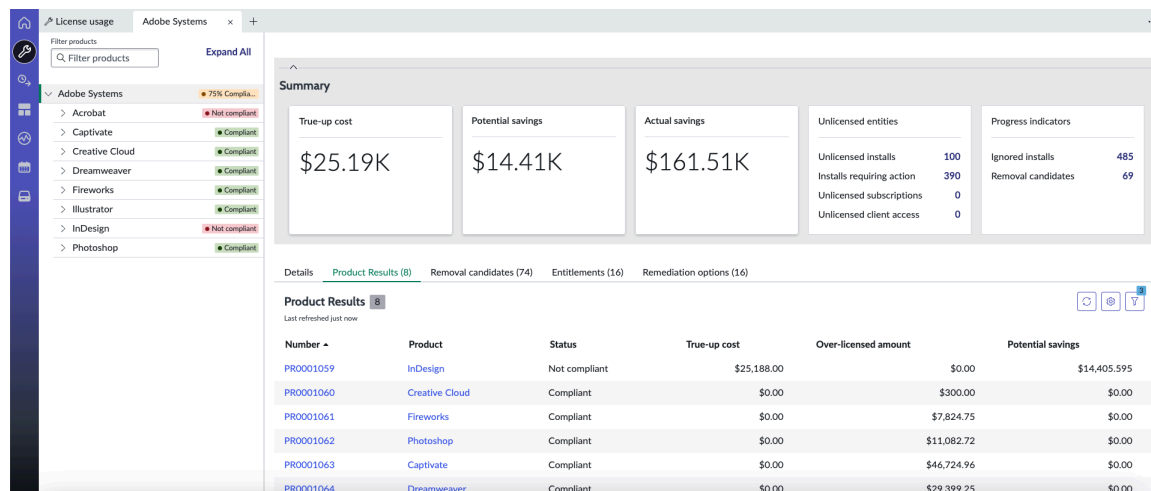 License usage
Adobe Systems × +
Filter products
Filter products
Expand All
Adobe Systems 75% Complia...
Acrobat Not compliant
Captivate Compliant
Creative Cloud Compliant
Dreamweaver Compliant
Fireworks Compliant
Illustrator Compliant
InDesign Not compliant
Photoshop Compliant
Summary
True-up cost
$25.19K
Potential savings
$14.41K
Actual savings
$161.51K
Unlicensed entities
Unlicensed installs 100
Installs requiring action 390
Unlicensed subscriptions 0
Unlicensed client access 0
Progress indicators
Ignored installs 485
Removal candidates 69
Details Product Results (8) Removal candidates (74) Entitlements (16) Remediation options (16)
Product Results 8
3
Last refreshed just now
Number Product Status True-up cost Over-licensed amount Potential savings
PR0001059 InDesign Not compliant $25,188.00 $0.00 $14,405.595
PR0001060 Creative Cloud Compliant $0.00 $300.00 $0.00
PR0001061 Fireworks Compliant $0.00 $7,824.75 $0.00
PR0001062 Photoshop Compliant $0.00 $11,082.72 $0.00
PR0001063 Captivate Compliant $0.00 $46,724.96 $0.00
PR0001064 Dreamweaver Compliant $0.00 $29,399.25 $0.00